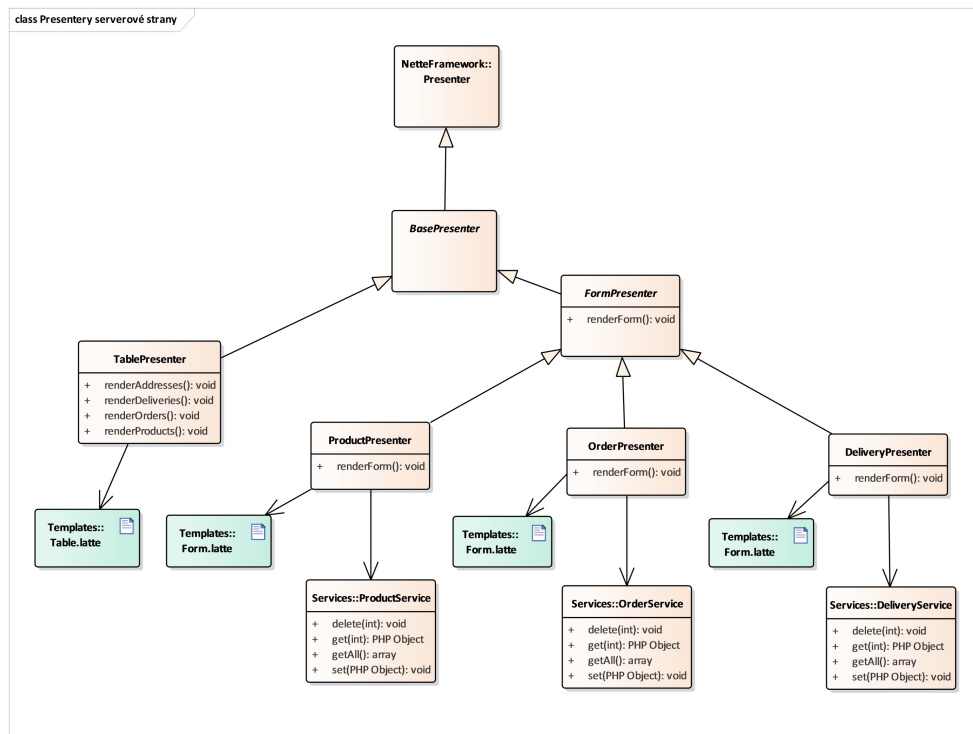 class Presentery serverové strany
NetteFramework::
Presenter
BasePresenter
FormPresenter
+ renderForm(): void
TablePresenter
+ renderAddresses(): void
+ renderDeliveries(): void
+ renderOrders(): void
+ renderProducts(): void
ProductPresenter
+ renderForm(): void
OrderPresenter
+ renderForm(): void
DeliveryPresenter
+ renderForm(): void
Templates::
Table.latte
Templates::
Form.latte
Templates::
Form.latte
Templates::
Form.latte
Services::ProductService
+ delete(int): void
+ get(int): PHP Object
+ getAll(): array
+ set(PHP Object): void
Services::OrderService
+ delete(int): void
+ get(int): PHP Object
+ getAll(): array
+ set(PHP Object): void
Services::DeliveryService
+ delete(int): void
+ get(int): PHP Object
+ getAll(): array
+ set(PHP Object): void